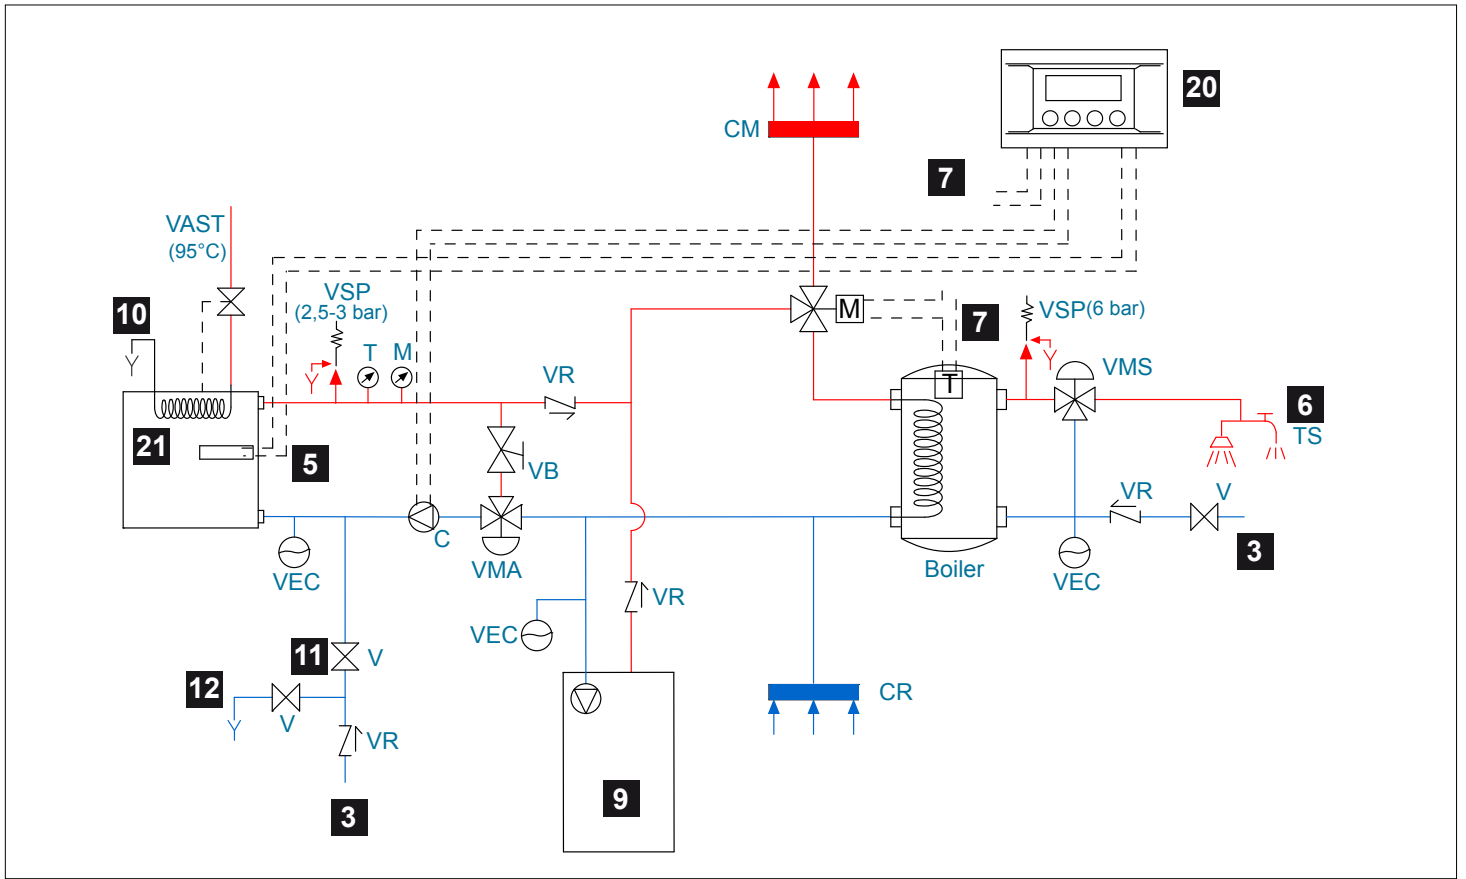 20
CM
7
VAST
(95°C)
VSP
(2,5-3 bar)
10
M
7
VSP(6 bar)
T
M
VR
VMS
T
6
TS
21
5
VB
VR
V
C
3
VEC
VMA
Boiler
VEC
VR
VEC
11
V
12
V
CR
VR
9
3